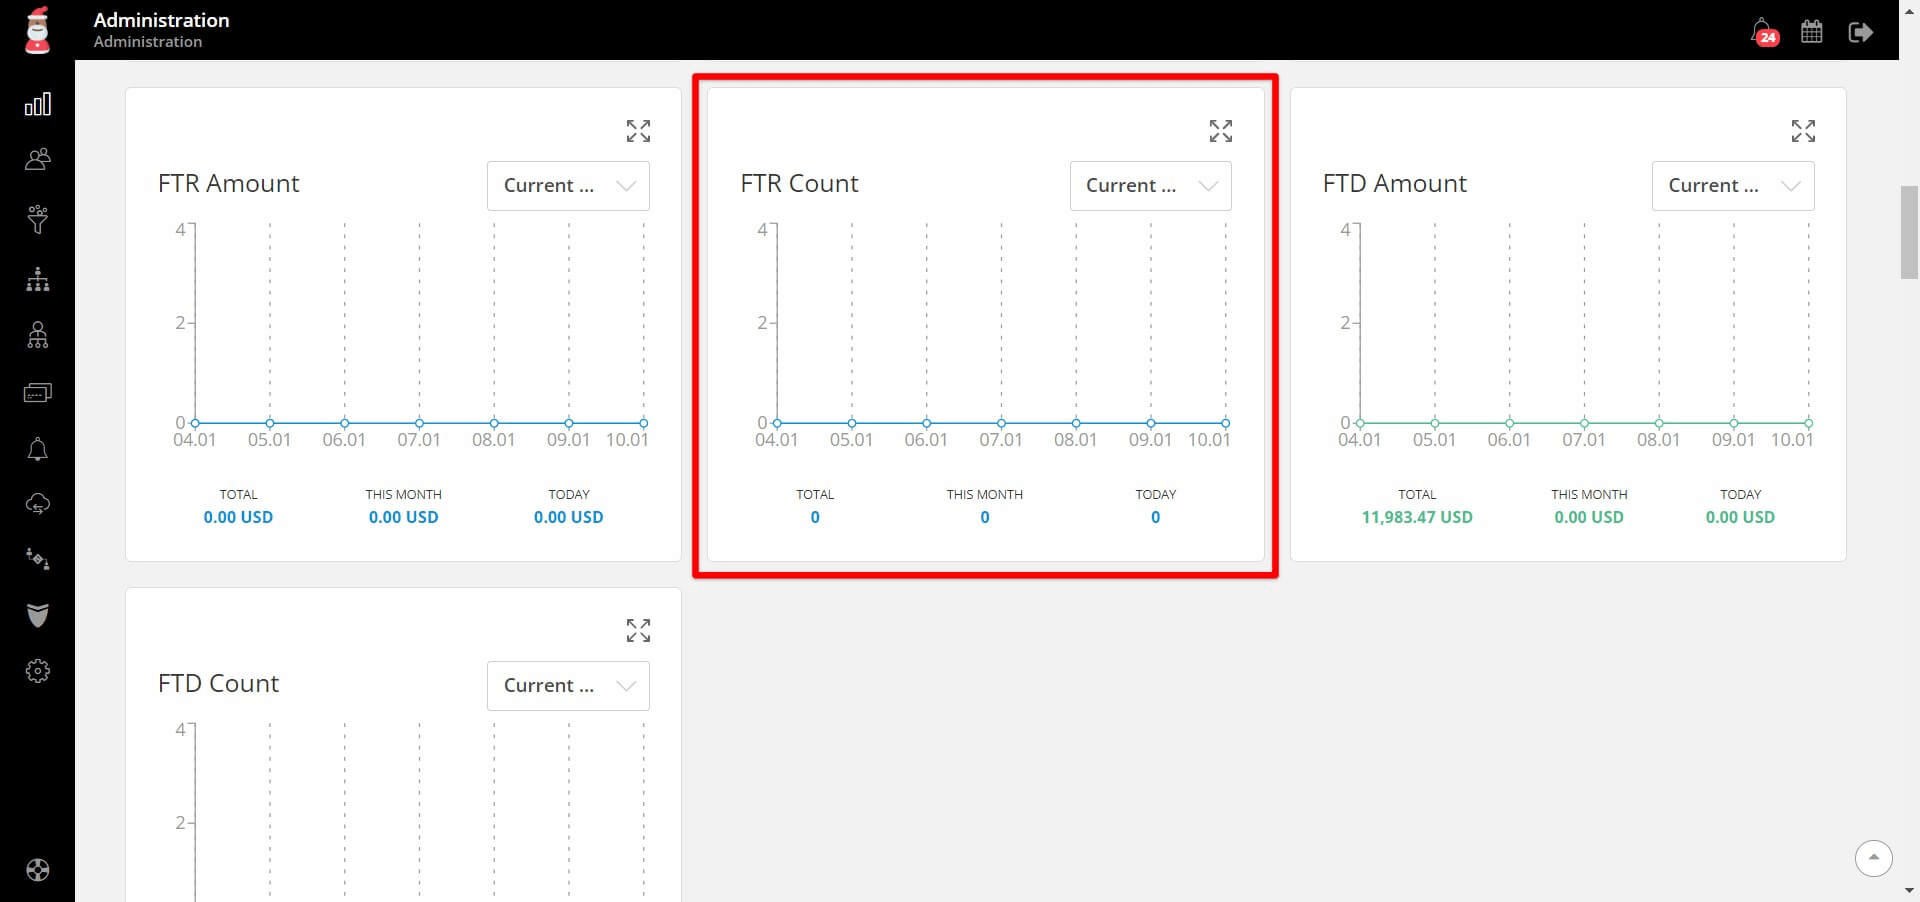 Administration
Administration
24
FTR Amount
Current ...
4
2
0
04.01 05.01 06.01 07.01 08.01 09.01 10.01
TOTAL THIS MONTH TODAY
0.00 USD 0.00 USD 0.00 USD
FTR Count
Current ...
4
2
0
04.01 05.01 06.01 07.01 08.01 09.01 10.01
TOTAL THIS MONTH TODAY
0 0 0
FTD Amount
Current ...
4
2
0
04.01 05.01 06.01 07.01 08.01 09.01 10.01
TOTAL THIS MONTH TODAY
11,983.47 USD 0.00 USD 0.00 USD
FTD Count
Current ...
4
2